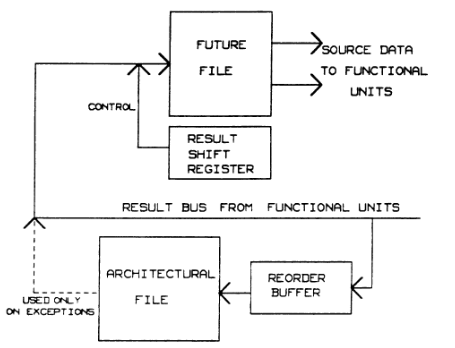 FUTURE
FILE
SOURCE DATA
TO FUNCTIONAL
UNITS
CONTROL
RESULT
SHIFT
REGISTER
RESULT BUS FROM FUNCTIONAL UNITS
ARCHITECTURAL
FILE
REORDER
BUFFER
USED ONLY
ON EXCEPTIONS